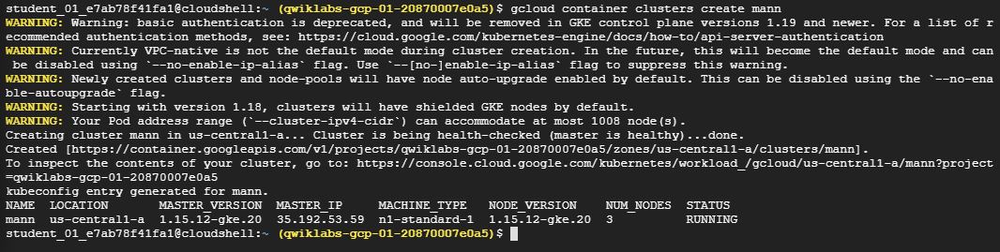 student_01_e7ab78f41fa1@cloudshell:~ (qwiklabs-gcp-01-20870007e0a5)$ gcloud container clusters create mann
WARNING: Warning: basic authentication is deprecated, and will be removed in GKE control plane versions 1.19 and newer. For a list of r
ecommended authentication methods, see: https://cloud.google.com/kubernetes-engine/docs/how-to/api-server-authentication
WARNING: Currently VPC-native is not the default mode during cluster creation. In the future, this will become the default mode and can
 be disabled using `--no-enable-ip-alias` flag. Use `--[no-]enable-ip-alias` flag to suppress this warning.
WARNING: Newly created clusters and node-pools will have node auto-upgrade enabled by default. This can be disabled using the `--no-ena
ble-autoupgrade` flag.
WARNING: Starting with version 1.18, clusters will have shielded GKE nodes by default.
WARNING: Your Pod address range (`--cluster-ipv4-cidr`) can accommodate at most 1008 node(s).
Creating cluster mann in us-central1-a... Cluster is being health-checked (master is healthy)...done.
Created [https://container.googleapis.com/v1/projects/qwiklabs-gcp-01-20870007e0a5/zones/us-central1-a/clusters/mann].
To inspect the contents of your cluster, go to: https://console.cloud.google.com/kubernetes/workload_/gcloud/us-central1-a/mann?project
=qwiklabs-gcp-01-20870007e0a5
kubeconfig entry generated for mann.
NAME  LOCATION       MASTER_VERSION  MASTER_IP     MACHINE_TYPE   NODE_VERSION    NUM_NODES  STATUS
mann  us-central1-a  1.15.12-gke.20  35.192.53.59  n1-standard-1  1.15.12-gke.20  3          RUNNING
student_01_e7ab78f41fa1@cloudshell:~ (qwiklabs-gcp-01-20870007e0a5)$